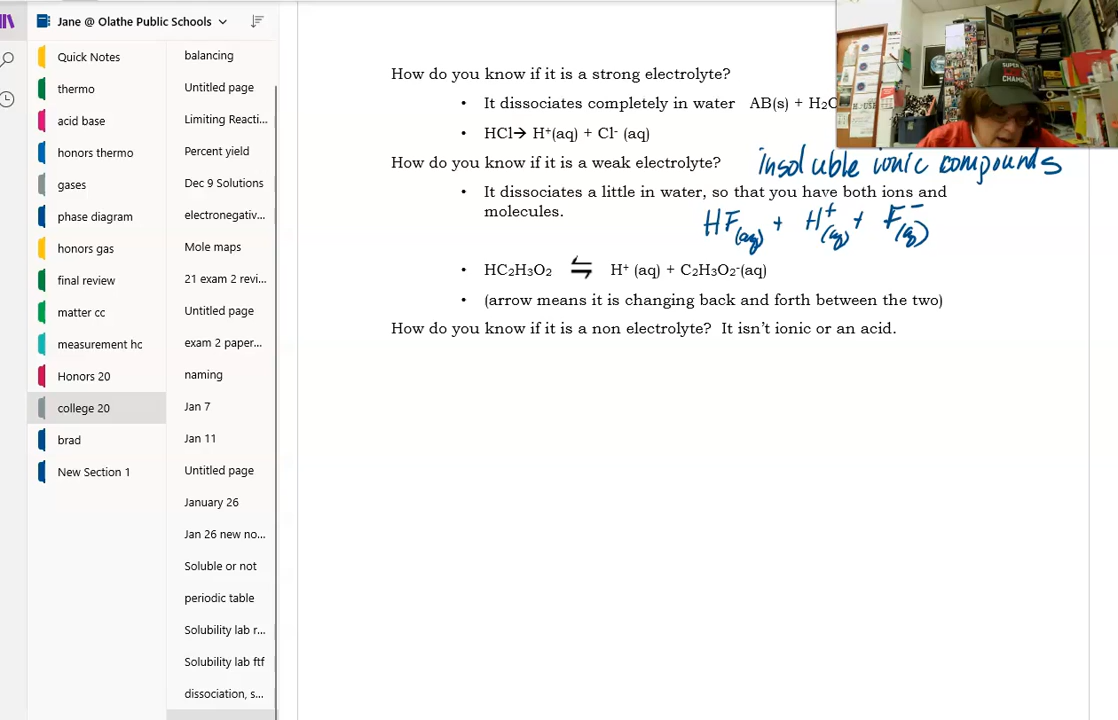 Jane @ Olathe Public Schools
Quick Notes
thermo
acid base
honors thermo
gases
phase diagram
honors gas
final review
matter cc
measurement hc
Honors 20
college 20
brad
New Section 1
balancing
Untitled page
Limiting Reacti...
Percent yield
Dec 9 Solutions
electronegativ...
Mole maps
21 exam 2 revi...
Untitled page
exam 2 paper...
naming
Jan 7
Jan 11
Untitled page
January 26
Jan 26 new no...
Soluble or not
periodic table
Solubility lab r...
Solubility lab ftf
dissociation, s...
How do you know if it is a strong electrolyte?
• It dissociates completely in water AB(s) + H2O
• HCl→ H+(aq) + Cl- (aq)
How do you know if it is a weak electrolyte? insoluble ionic compounds
• It dissociates a little in water, so that you have both ions and
molecules.
HF(aq) + H+(aq) + F-(aq)
• HC2H3O2 ⇆ H+ (aq) + C2H3O2-(aq)
• (arrow means it is changing back and forth between the two)
How do you know if it is a non electrolyte? It isn't ionic or an acid.